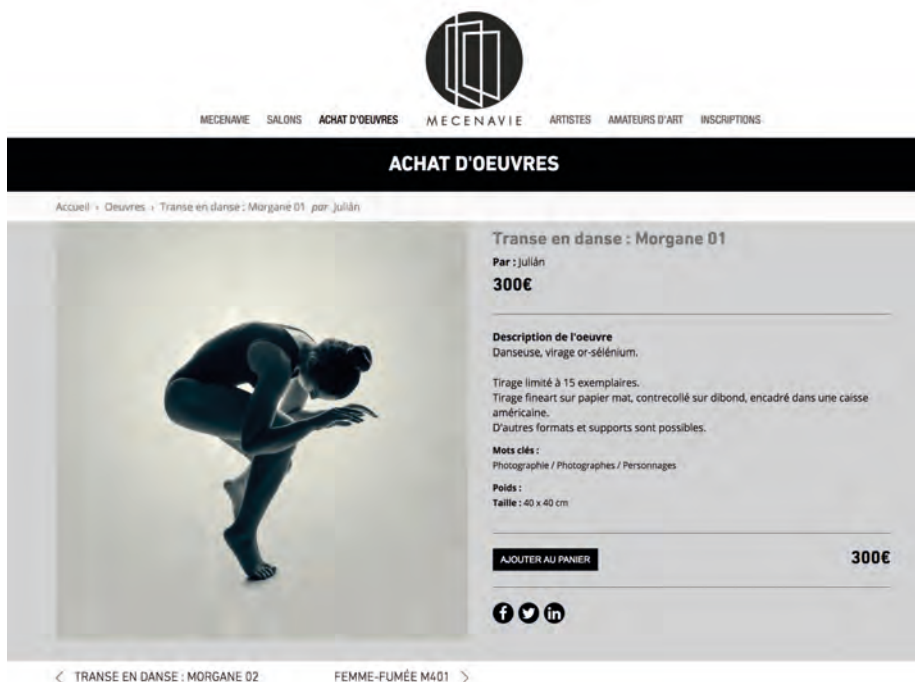 MECENAVIE SALONS ACHAT D'OEUVRES MECENAVIE ARTISTES AMATEURS D'ART INSCRIPTIONS
ACHAT D'OEUVRES
Accueil › Oeuvres › Transe en danse : Morgane 01 par Julián
Transe en danse : Morgane 01
Par : Julián
300€
Description de l'oeuvre
Danseuse, virage or-sélénium.
Tirage limité à 15 exemplaires.
Tirage fineart sur papier mat, contrecollé sur dibond, encadré dans une caisse
américaine.
D'autres formats et supports sont possibles.
Mots clés :
Photographie / Photographes / Personnages
Poids :
Taille : 40 x 40 cm
AJOUTER AU PANIER 300€
< TRANSE EN DANSE : MORGANE 02 FEMME-FUMÉE M401 >